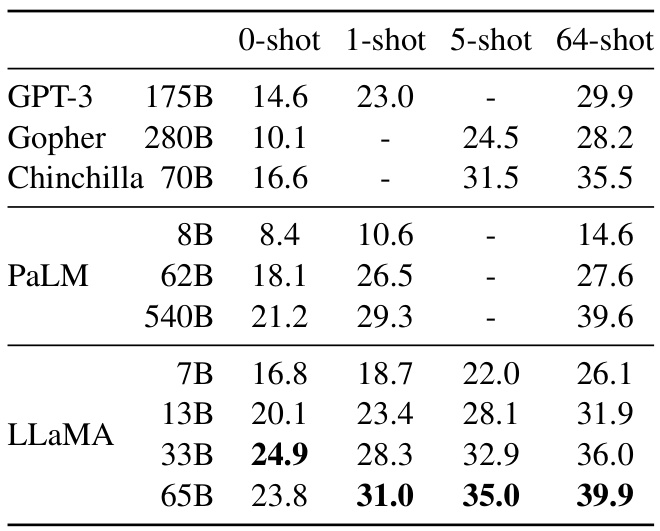 0-shot 1-shot 5-shot 64-shot
GPT-3 175B 14.6 23.0 - 29.9
Gopher 280B 10.1 - 24.5 28.2
Chinchilla 70B 16.6 - 31.5 35.5
8B 8.4 10.6 - 14.6
PaLM 62B 18.1 26.5 - 27.6
540B 21.2 29.3 - 39.6
7B 16.8 18.7 22.0 26.1
13B 20.1 23.4 28.1 31.9
LLaMA
33B 24.9 28.3 32.9 36.0
65B 23.8 31.0 35.0 39.9